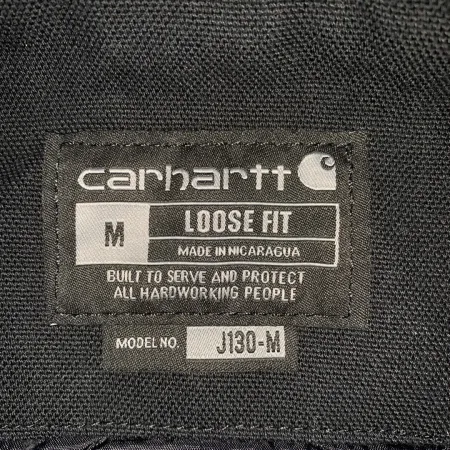 carhartt
M LOOSE FIT
MADE IN NICARAGUA
BUILT TO SERVE AND PROTECT
ALL HARDWORKING PEOPLE
MODEL NO. J130-M